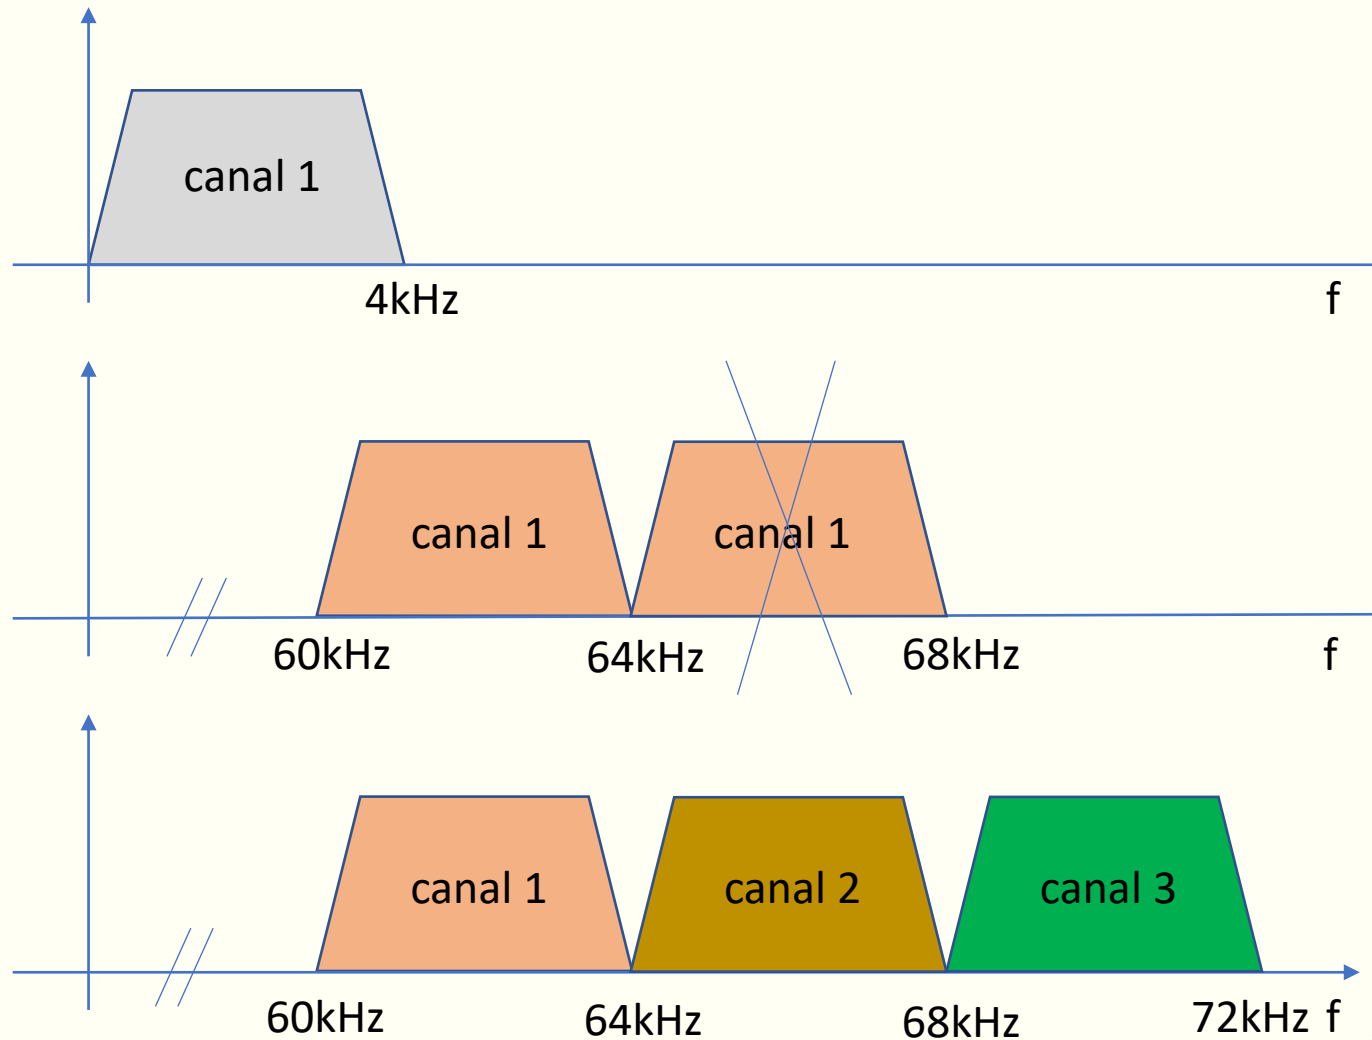 canal 1
4kHz f
canal 1 canal 1
60kHz 64kHz 68kHz f
canal 1 canal 2 canal 3
60kHz 64kHz 68kHz 72kHz f